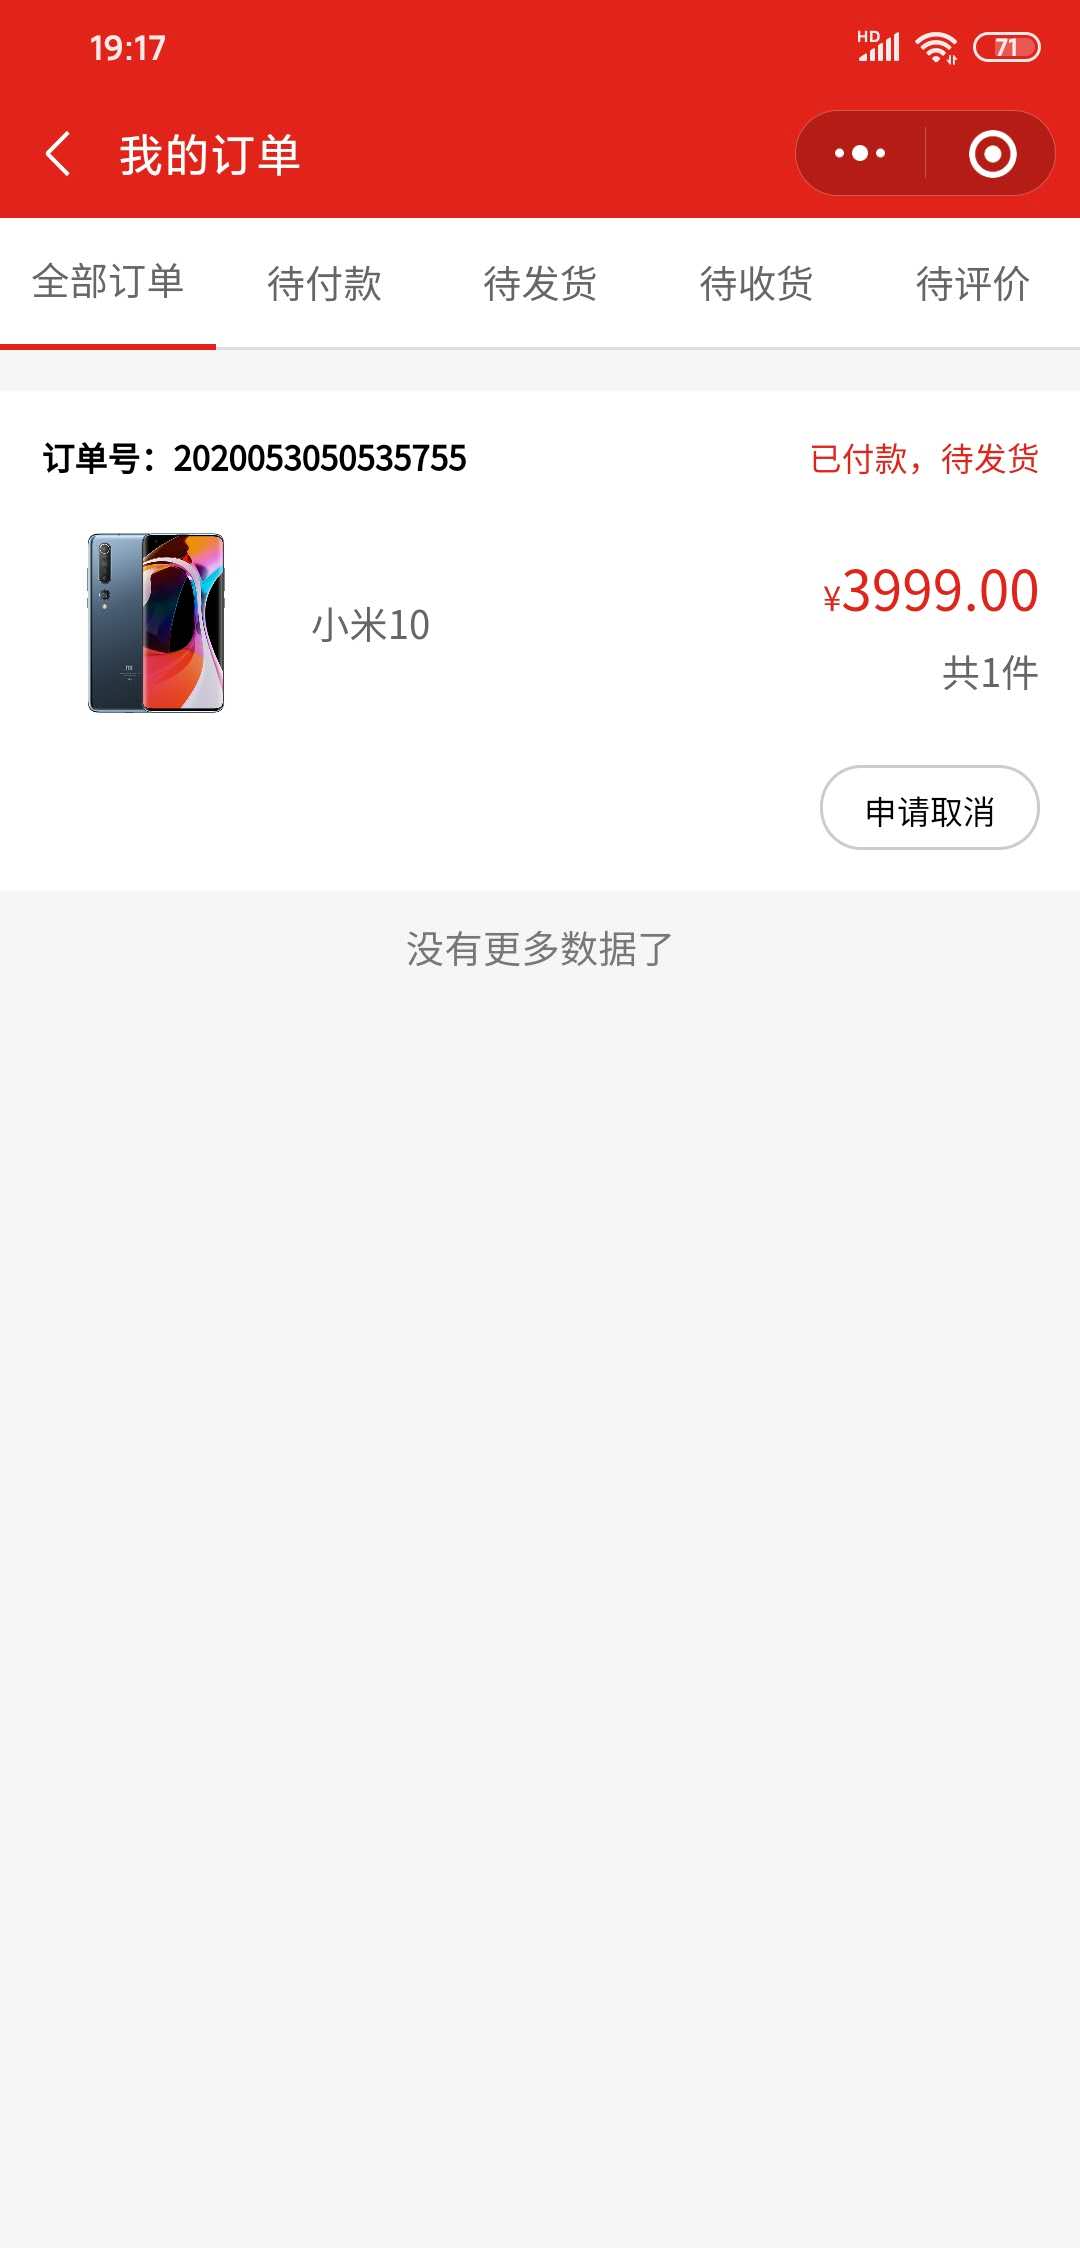 19:17
HD
71
我的订单
全部订单 待付款 待发货 待收货 待评价
订单号：2020053050535755 已付款，待发货
¥3999.00
小米10
共1件
申请取消
没有更多数据了